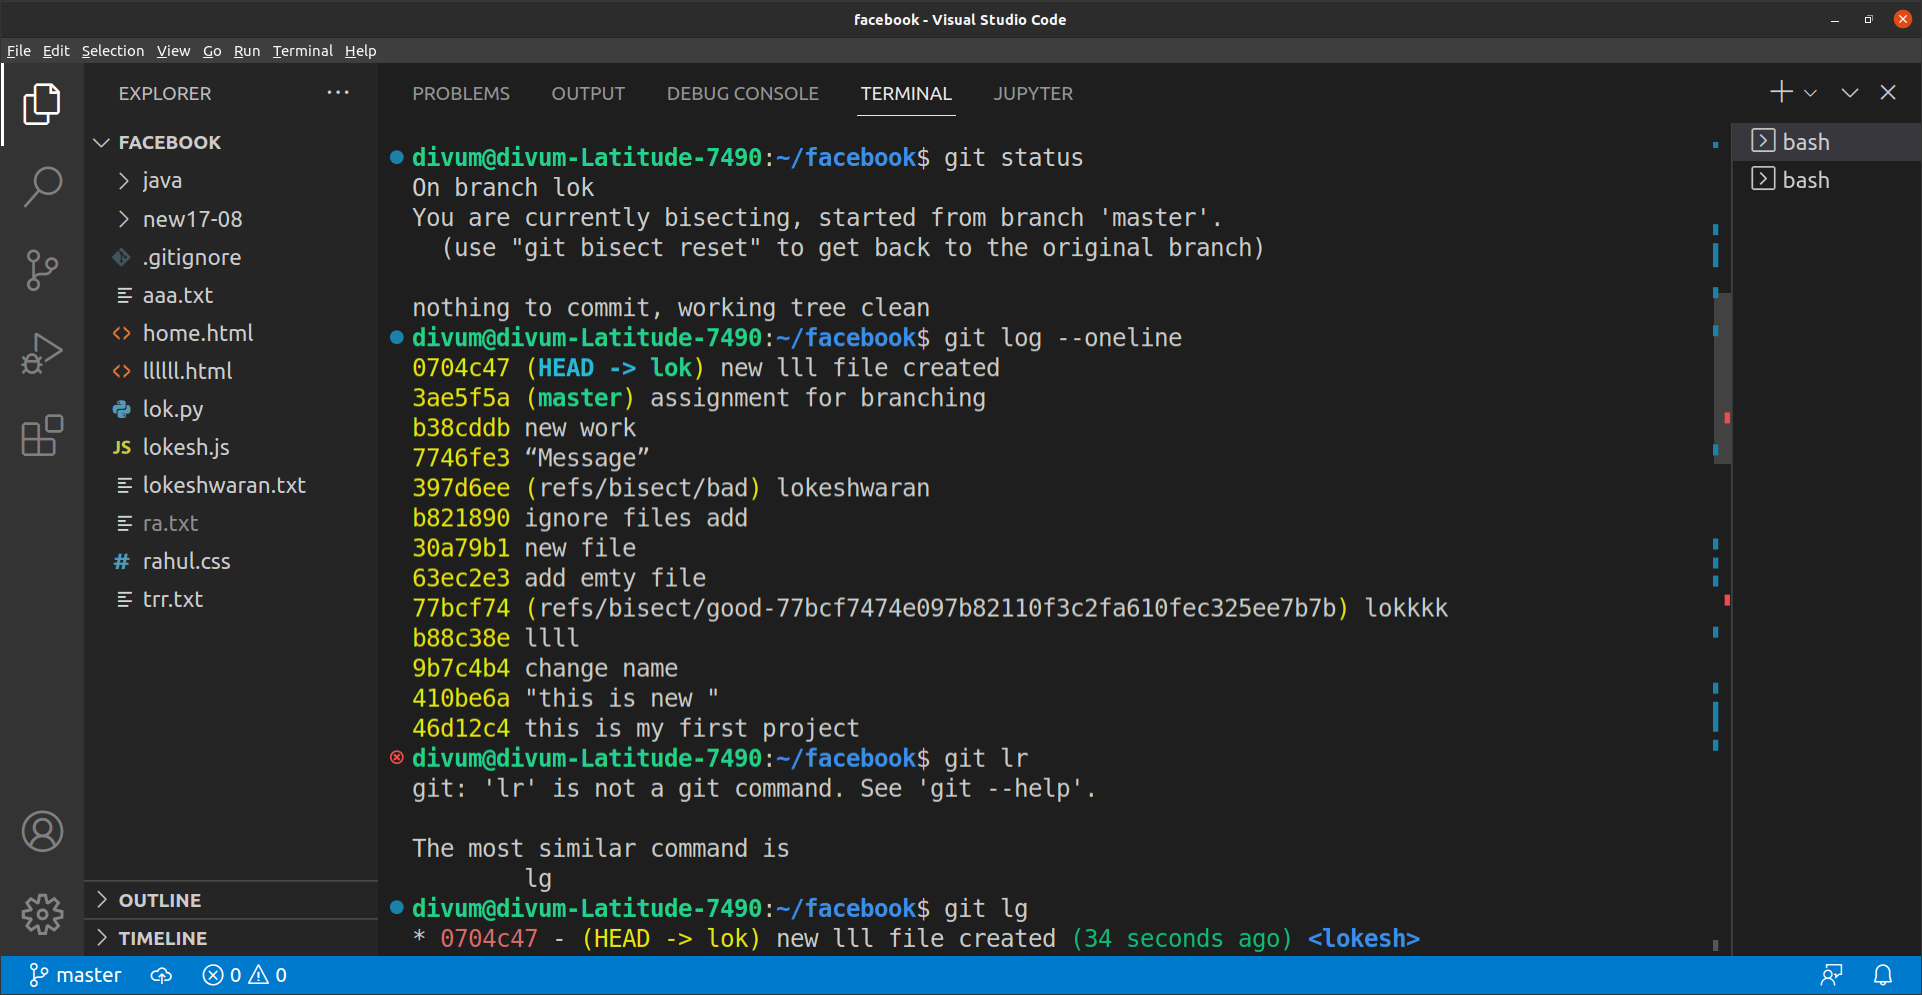 facebook - Visual Studio Code
File Edit Selection View Go Run Terminal Help
EXPLORER
FACEBOOK
java
new17-08
.gitignore
aaa.txt
home.html
llllll.html
lok.py
JS lokesh.js
lokeshwaran.txt
ra.txt
# rahul.css
trr.txt
OUTLINE
TIMELINE
PROBLEMS OUTPUT DEBUG CONSOLE TERMINAL JUPYTER
divum@divum-Latitude-7490:~/facebook$ git status
On branch lok
You are currently bisecting, started from branch 'master'.
  (use "git bisect reset" to get back to the original branch)
nothing to commit, working tree clean
divum@divum-Latitude-7490:~/facebook$ git log --oneline
0704c47 (HEAD -> lok) new lll file created
3ae5f5a (master) assignment for branching
b38cddb new work
7746fe3 “Message”
397d6ee (refs/bisect/bad) lokeshwaran
b821890 ignore files add
30a79b1 new file
63ec2e3 add emty file
77bcf74 (refs/bisect/good-77bcf7474e097b82110f3c2fa610fec325ee7b7b) lokkkk
b88c38e llll
9b7c4b4 change name
410be6a "this is new "
46d12c4 this is my first project
divum@divum-Latitude-7490:~/facebook$ git lr
git: 'lr' is not a git command. See 'git --help'.
The most similar command is
        lg
divum@divum-Latitude-7490:~/facebook$ git lg
* 0704c47 - (HEAD -> lok) new lll file created (34 seconds ago) <lokesh>
bash
bash
master 0 0